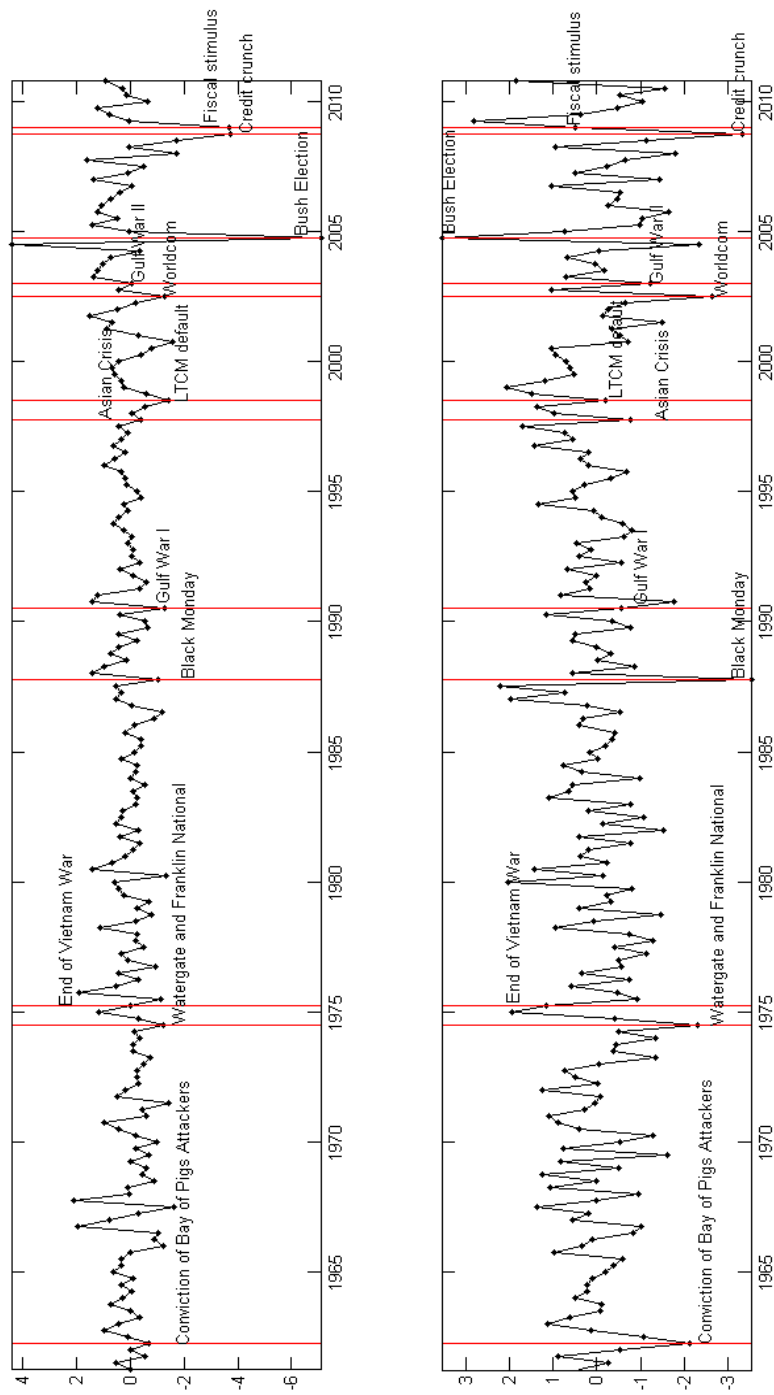 4
2
0
-2
-4
-6
1965
1970
1975
1980
1985
1990
1995
2000
2005
2010
Conviction of Bay of Pigs Attackers
Watergate and Franklin National
End of Vietnam War
Black Monday
Gulf War I
Asian Crisis
LTCM default
Worldcom
Gulf War II
Bush Election
Credit crunch
Fiscal stimulus
3
2
1
0
-1
-2
-3
1965
1970
1975
1980
1985
1990
1995
2000
2005
2010
Conviction of Bay of Pigs Attackers
Watergate and Franklin National
End of Vietnam War
Black Monday
Gulf War I
Asian Crisis
LTCM default
Worldcom
Gulf War II
Bush Election
Credit crunch
Fiscal stimulus